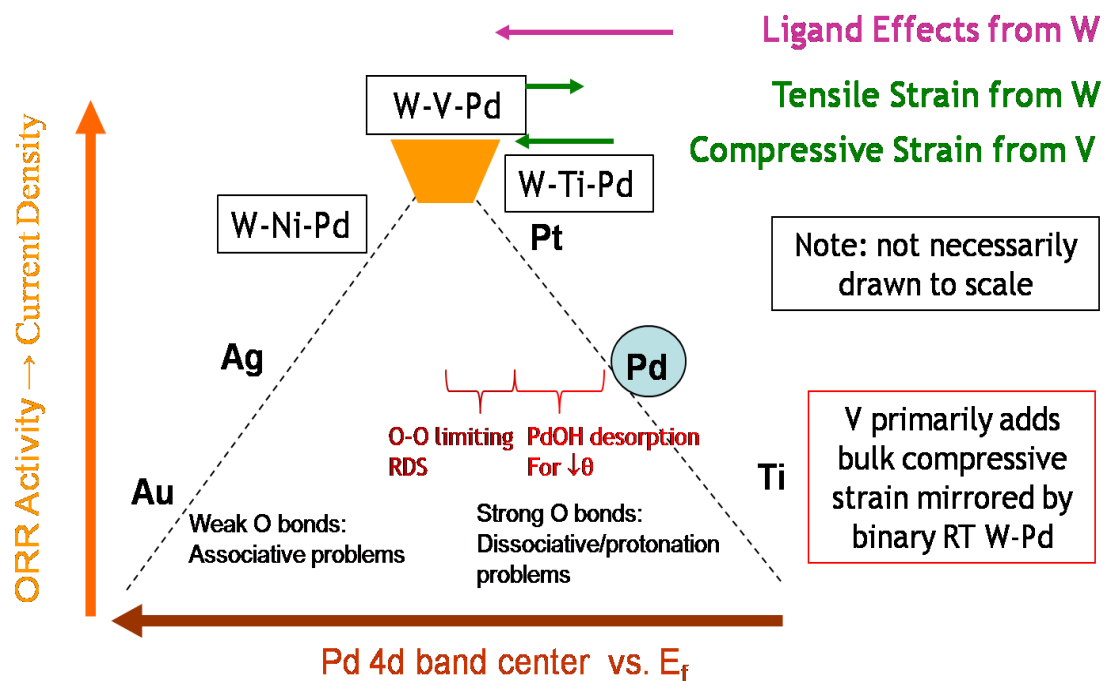 Ligand Effects from W
Tensile Strain from W
Compressive Strain from V
W-V-Pd
W-Ti-Pd
W-Ni-Pd
Pt
Note: not necessarily
drawn to scale
ORR Activity → Current Density
Ag
Pd
O-O limiting
RDS
PdOH desorption
For ↓θ
Au
Ti
Weak O bonds:
Associative problems
Strong O bonds:
Dissociative/protonation
problems
V primarily adds
bulk compressive
strain mirrored by
binary RT W-Pd
Pd 4d band center vs. Ef